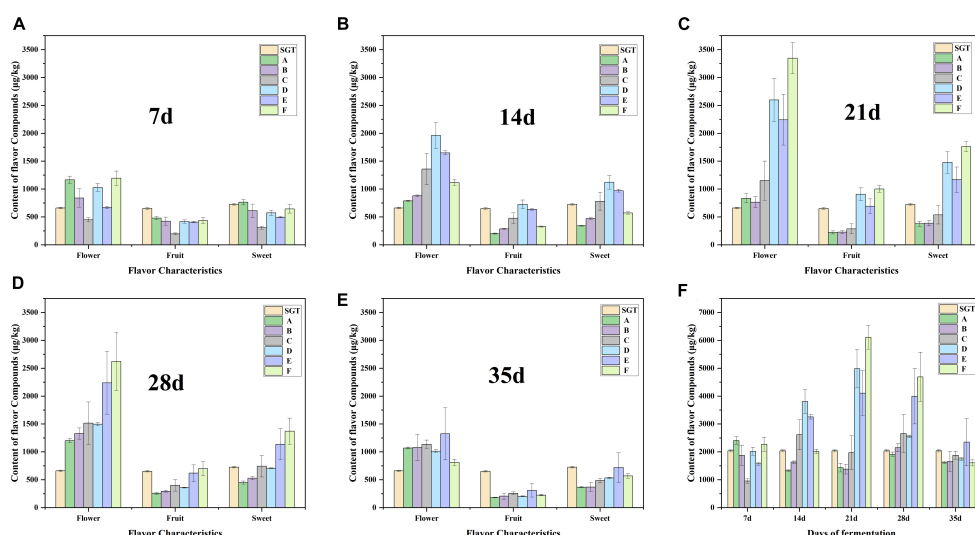 A
Content of flavor Compounds (µg/kg)
3500
3000
2500
2000
1500
1000
500
0
7d
SGT
A
B
C
D
E
F
Flower Fruit Sweet
Flavor Characteristics
B
Content of flavor Compounds (µg/kg)
3500
3000
2500
2000
1500
1000
500
0
14d
SGT
A
B
C
D
E
F
Flower Fruit Sweet
Flavor Characteristics
C
Content of flavor Compounds (µg/kg)
3500
3000
2500
2000
1500
1000
500
0
21d
SGT
A
B
C
D
E
F
Flower Fruit Sweet
Flavor Characteristics
D
Content of flavor Compounds (µg/kg)
3500
3000
2500
2000
1500
1000
500
0
28d
SGT
A
B
C
D
E
F
Flower Fruit Sweet
Flavor Characteristics
E
Content of flavor Compounds (µg/kg)
3500
3000
2500
2000
1500
1000
500
0
35d
SGT
A
B
C
D
E
F
Flower Fruit Sweet
Flavor Characteristics
F
Content of flavor Compounds (µg/kg)
7000
6000
5000
4000
3000
2000
1000
0
SGT
A
B
C
D
E
F
7d 14d 21d 28d 35d
Days of fermentation